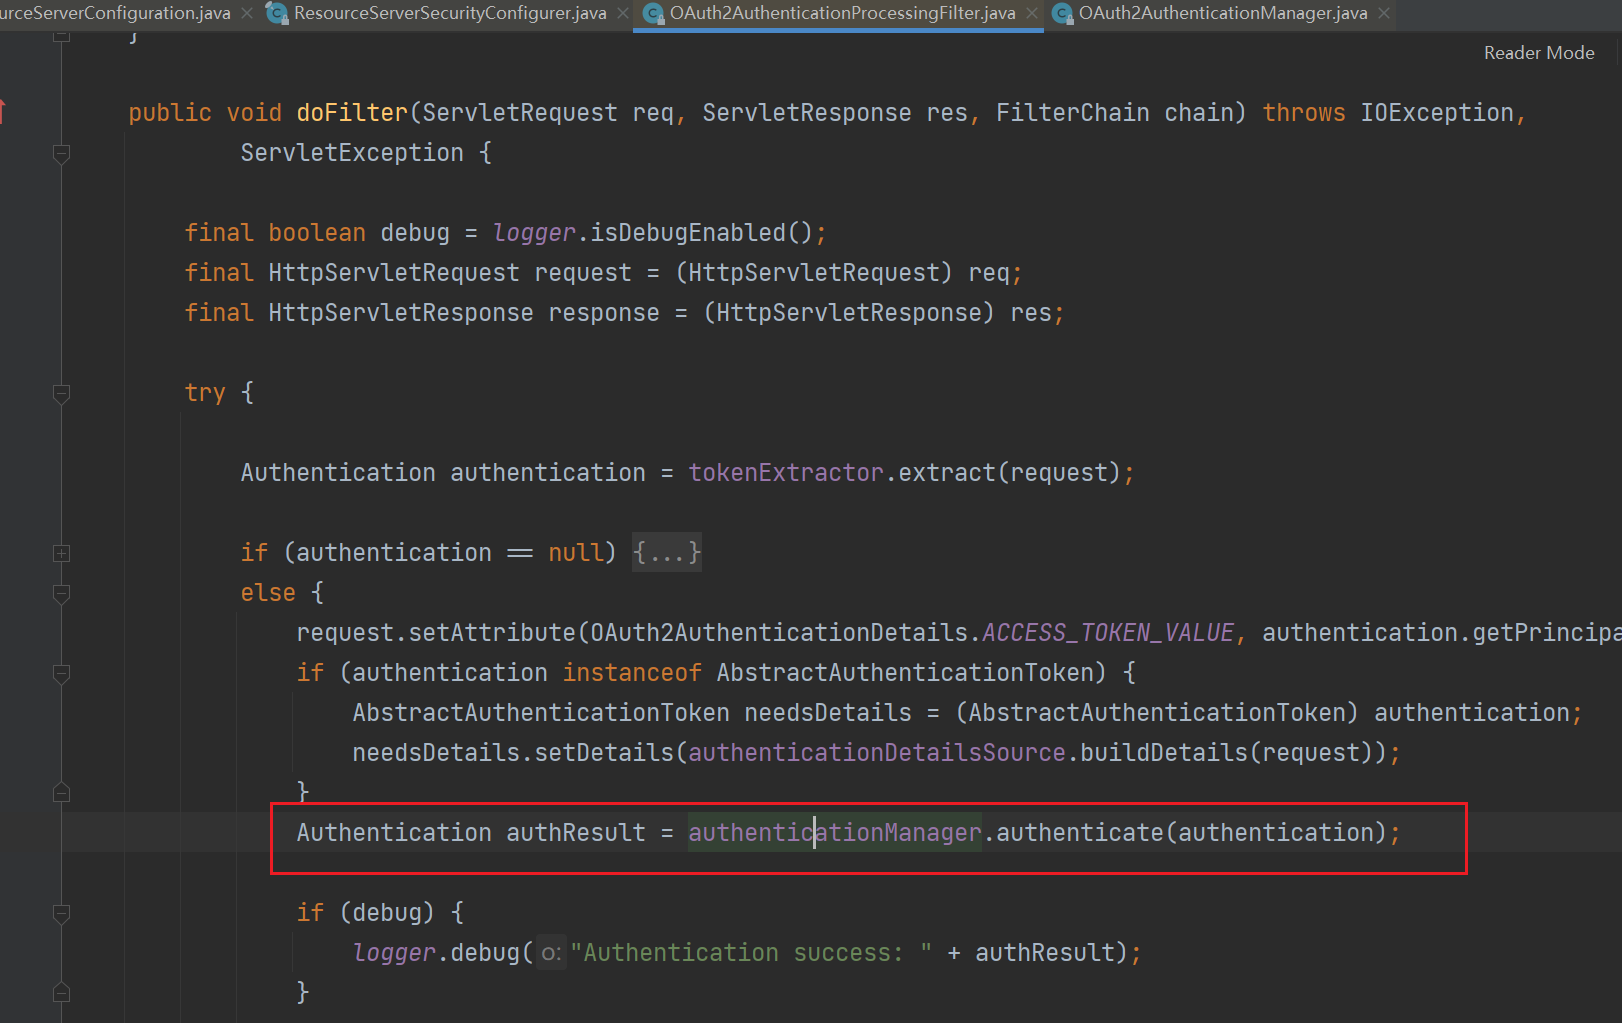 urceServerConfiguration.java ResourceServerSecurityConfigurer.java OAuth2AuthenticationProcessingFilter.java OAuth2AuthenticationManager.java
}
Reader Mode
public void doFilter(ServletRequest req, ServletResponse res, FilterChain chain) throws IOException,
ServletException {
final boolean debug = logger.isDebugEnabled();
final HttpServletRequest request = (HttpServletRequest) req;
final HttpServletResponse response = (HttpServletResponse) res;
try {
Authentication authentication = tokenExtractor.extract(request);
if (authentication == null) {...}
else {
request.setAttribute(OAuth2AuthenticationDetails.ACCESS_TOKEN_VALUE, authentication.getPrincipa
if (authentication instanceof AbstractAuthenticationToken) {
AbstractAuthenticationToken needsDetails = (AbstractAuthenticationToken) authentication;
needsDetails.setDetails(authenticationDetailsSource.buildDetails(request));
}
Authentication authResult = authenticationManager.authenticate(authentication);
if (debug) {
logger.debug( o: "Authentication success: " + authResult);
}